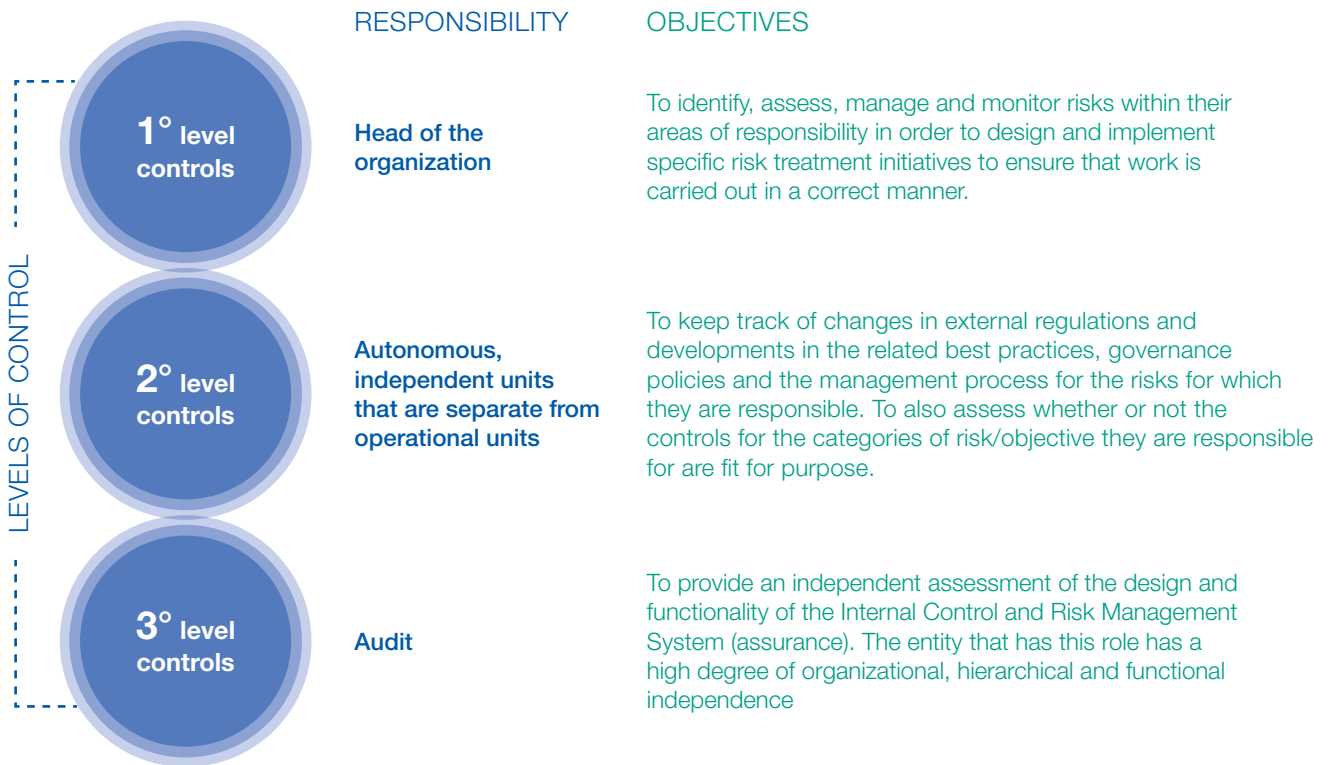 RESPONSIBILITY
OBJECTIVES
LEVELS OF CONTROL
1° level
controls
Head of the
organization
To identify, assess, manage and monitor risks within their
areas of responsibility in order to design and implement
specific risk treatment initiatives to ensure that work is
carried out in a correct manner.
2° level
controls
Autonomous,
independent units
that are separate from
operational units
To keep track of changes in external regulations and
developments in the related best practices, governance
policies and the management process for the risks for which
they are responsible. To also assess whether or not the
controls for the categories of risk/objective they are responsible
for are fit for purpose.
3° level
controls
Audit
To provide an independent assessment of the design and
functionality of the Internal Control and Risk Management
System (assurance). The entity that has this role has a
high degree of organizational, hierarchical and functional
independence